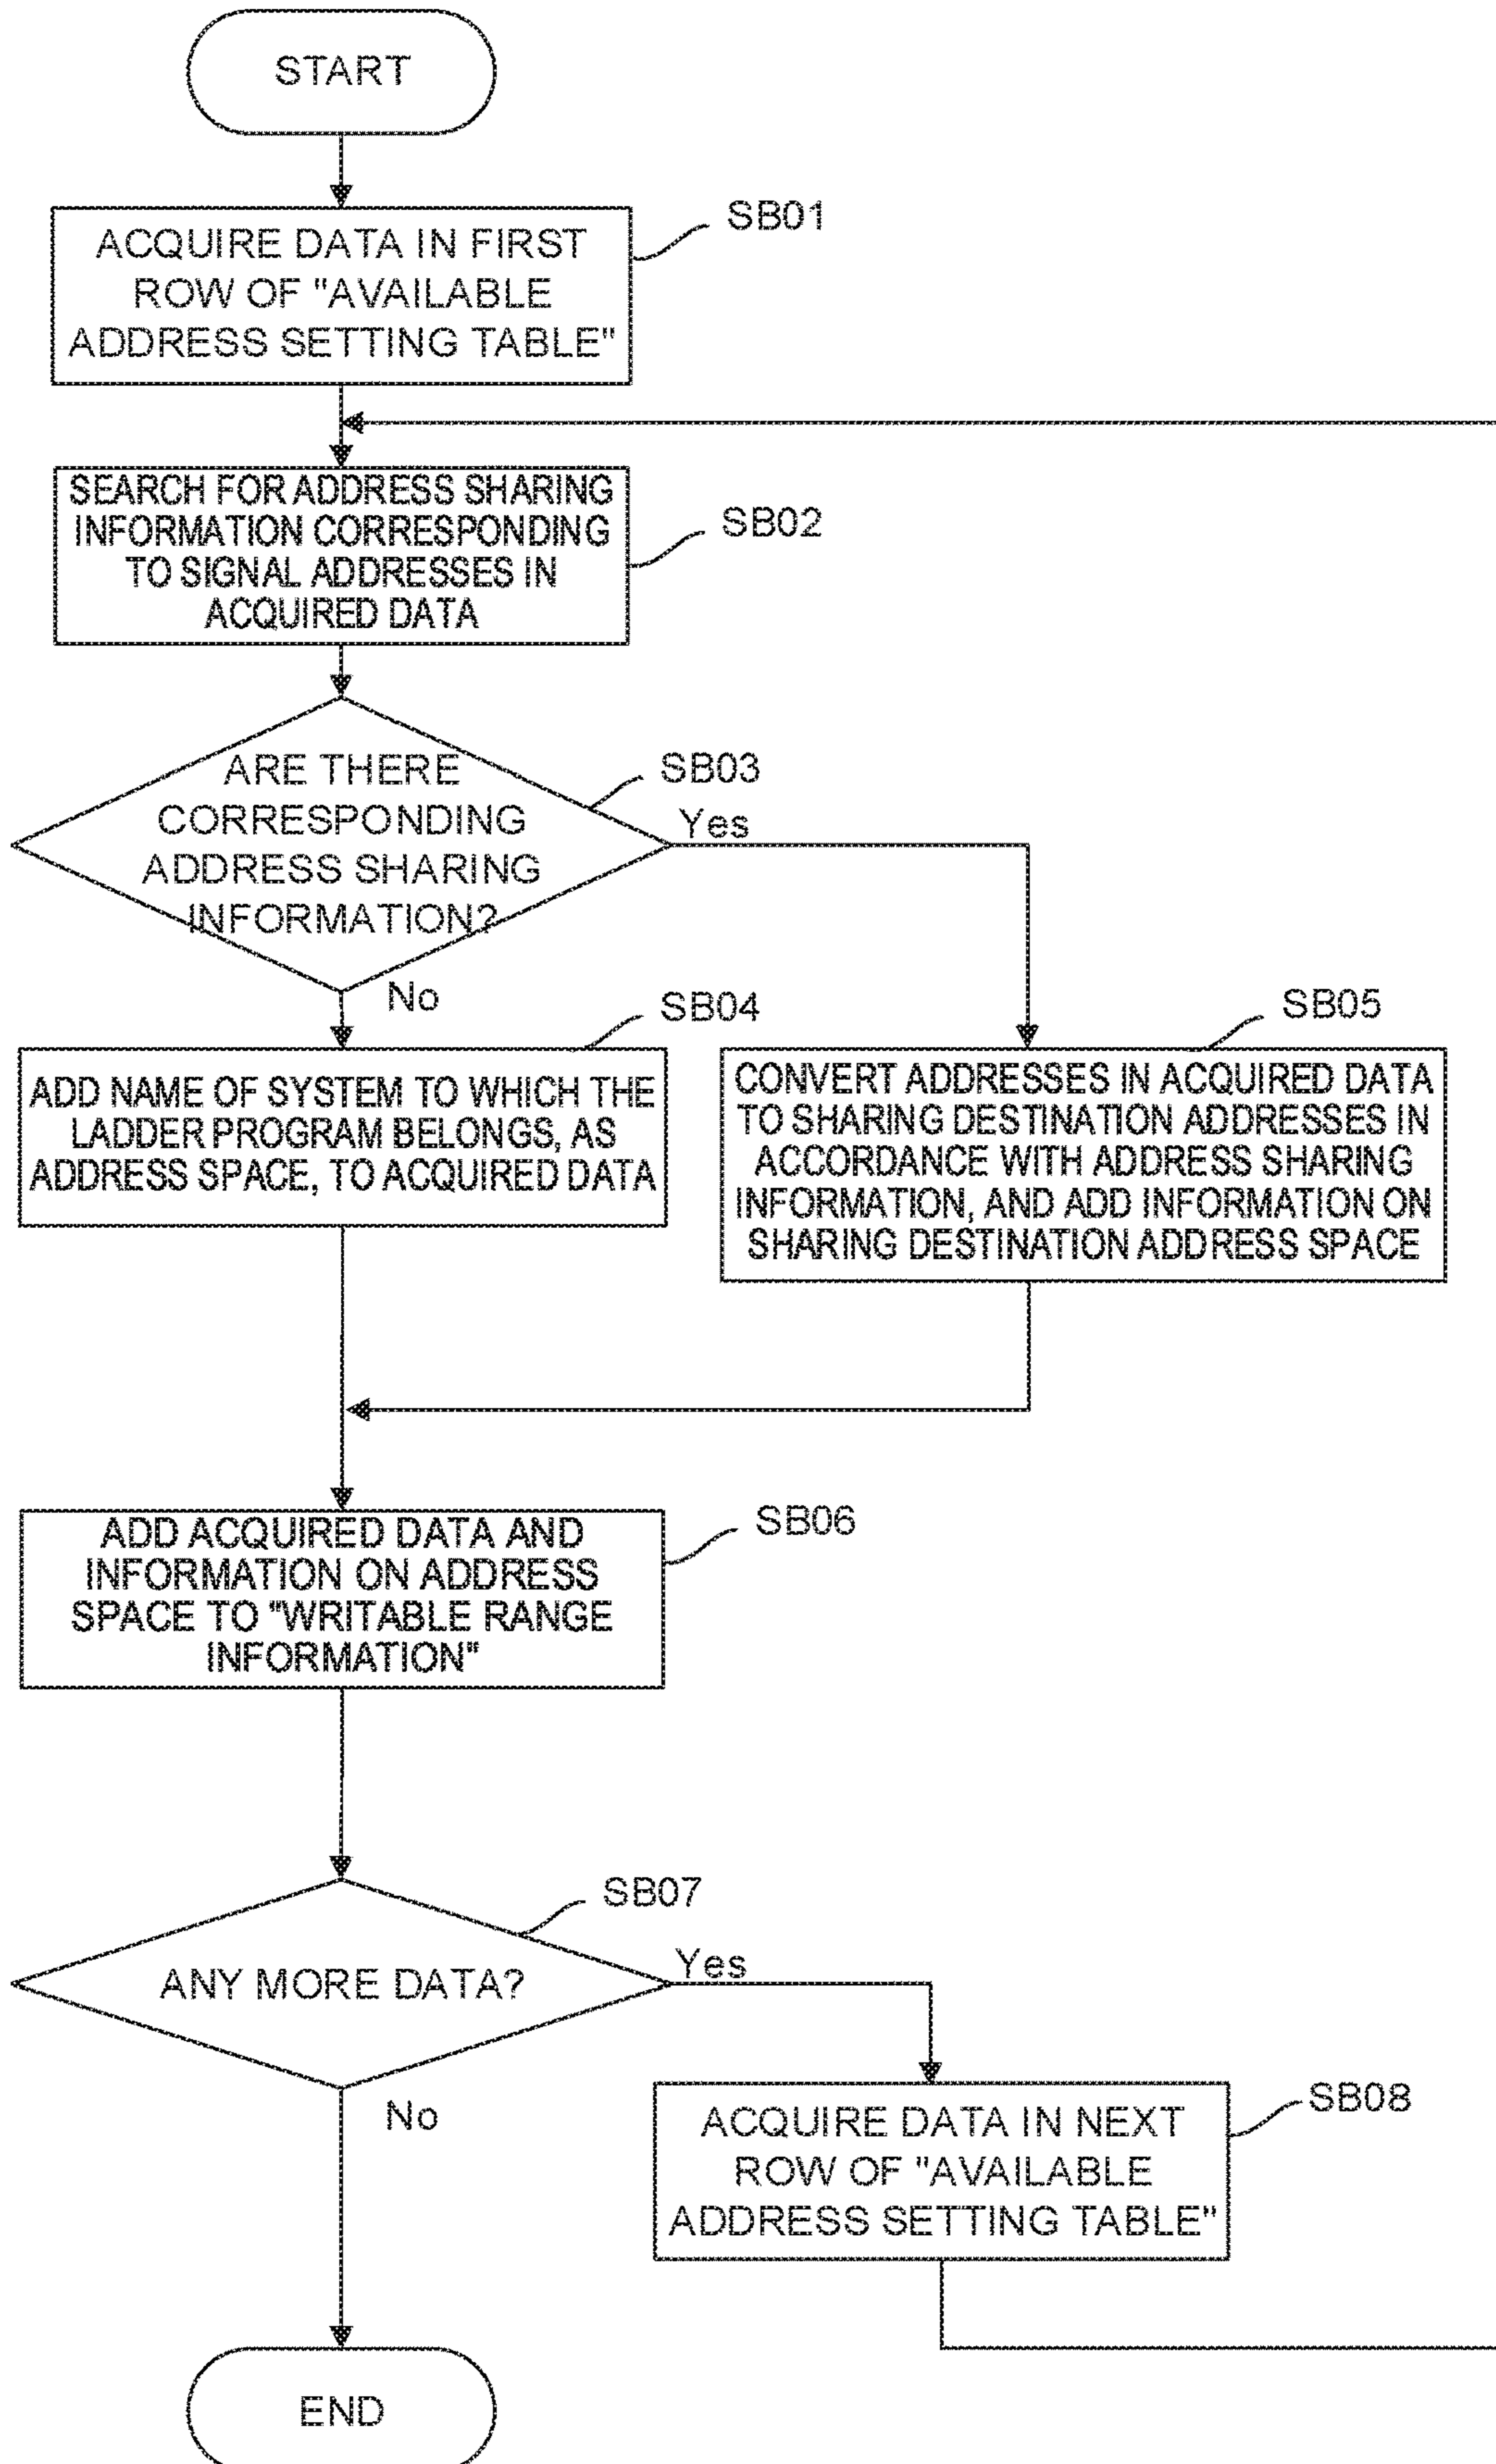 START
SB01
ACQUIRE DATA IN FIRST
ROW OF "AVAILABLE
ADDRESS SETTING TABLE"
SEARCH FOR ADDRESS SHARING
INFORMATION CORRESPONDING
TO SIGNAL ADDRESSES IN
ACQUIRED DATA
SB02
ARE THERE
CORRESPONDING
ADDRESS SHARING
INFORMATION?
SB03
Yes
No
SB04
ADD NAME OF SYSTEM TO WHICH THE
LADDER PROGRAM BELONGS, AS
ADDRESS SPACE, TO ACQUIRED DATA
SB05
CONVERT ADDRESSES IN ACQUIRED DATA
TO SHARING DESTINATION ADDRESSES IN
ACCORDANCE WITH ADDRESS SHARING
INFORMATION, AND ADD INFORMATION ON
SHARING DESTINATION ADDRESS SPACE
SB06
ADD ACQUIRED DATA AND
INFORMATION ON ADDRESS
SPACE TO "WRITABLE RANGE
INFORMATION"
SB07
ANY MORE DATA?
Yes
No
SB08
ACQUIRE DATA IN NEXT
ROW OF "AVAILABLE
ADDRESS SETTING TABLE"
END